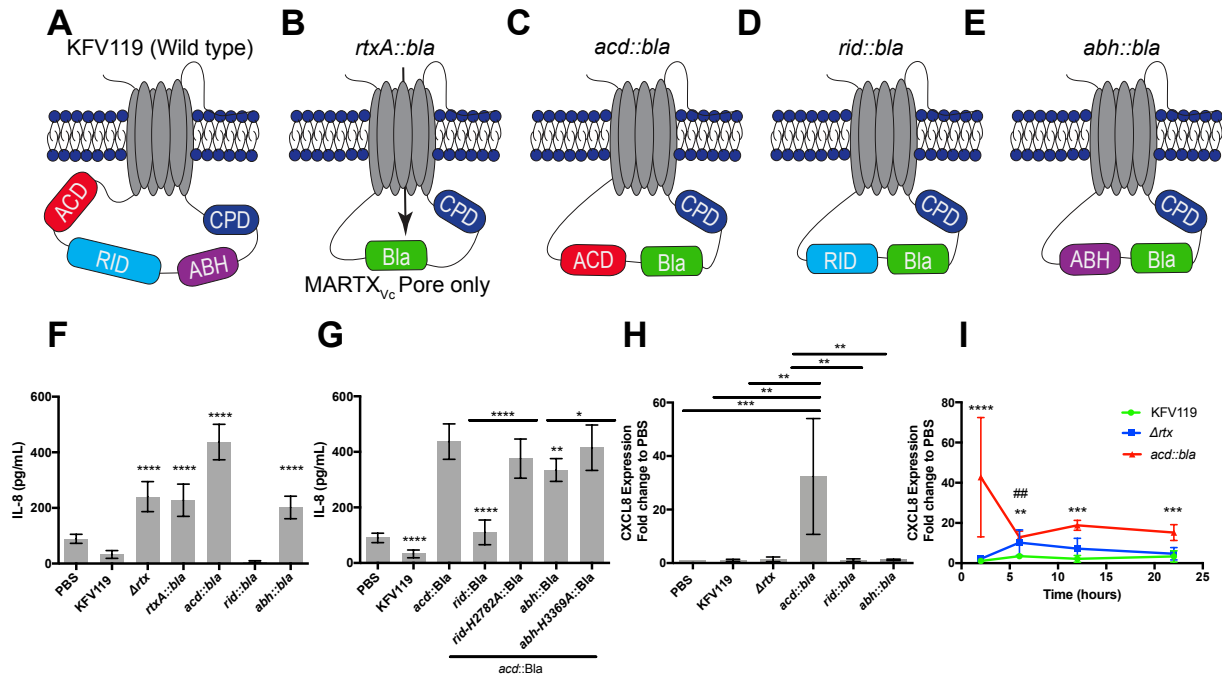 A
KFV119 (Wild type)
ACD
RID
ABH
CPD
B
rtxA::bla
Bla
CPD
MARTXVc Pore only
C
acd::bla
ACD
Bla
CPD
D
rid::bla
RID
Bla
CPD
E
abh::bla
ABH
Bla
CPD
F
IL-8 (pg/mL)
600
400
200
0
****
****
****
****
PBS
KFV119
Δrtx
rtxA::bla
acd::bla
rid::bla
abh::bla
G
IL-8 (pg/mL)
600
400
200
0
****
*
****
****
**
PBS
KFV119
acd::Bla
rid::Bla
rid-H2782A::Bla
abh::Bla
abh-H3369A::Bla
acd::Bla
H
CXCL8 Expression
Fold change to PBS
60
40
20
0
**
**
**
**
***
PBS
KFV119
Δrtx
acd::bla
rid::bla
abh::bla
I
CXCL8 Expression
Fold change to PBS
80
60
40
20
0
****
##
**
***
***
KFV119
Δrtx
acd::bla
0
5
10
15
20
25
Time (hours)